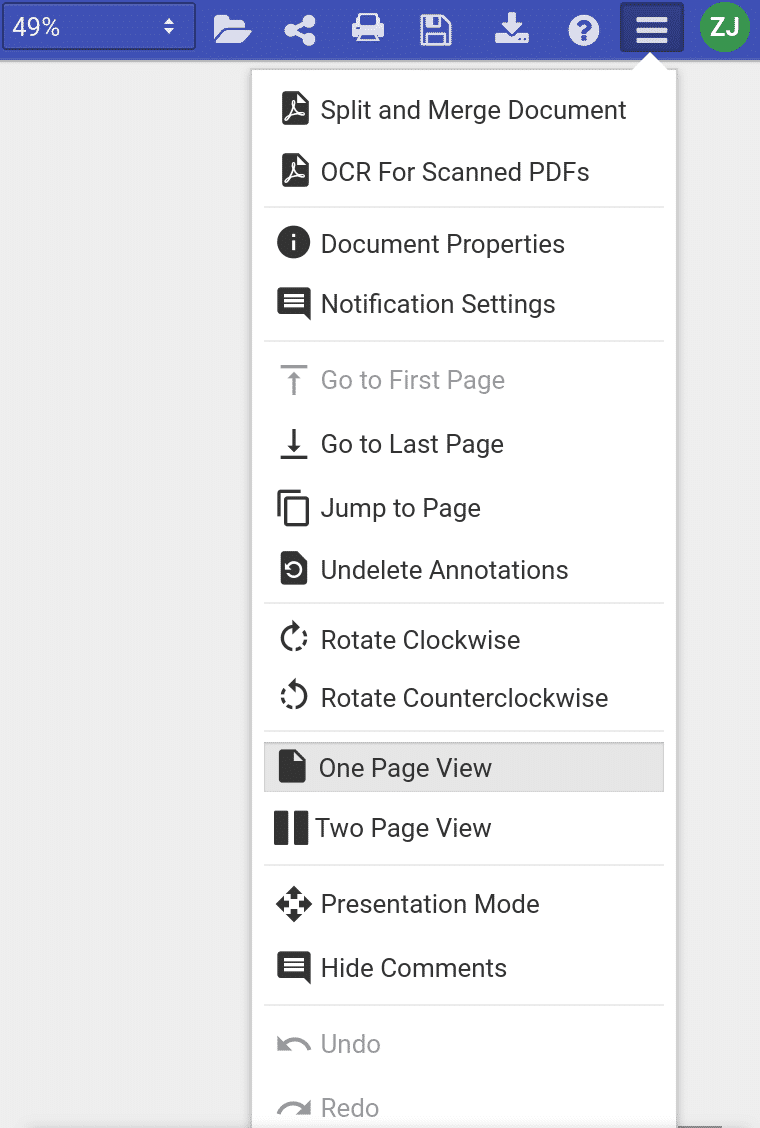 49%
ZJ
Split and Merge Document
OCR For Scanned PDFs
Document Properties
Notification Settings
Go to First Page
Go to Last Page
Jump to Page
Undelete Annotations
Rotate Clockwise
Rotate Counterclockwise
One Page View
Two Page View
Presentation Mode
Hide Comments
Undo
Redo